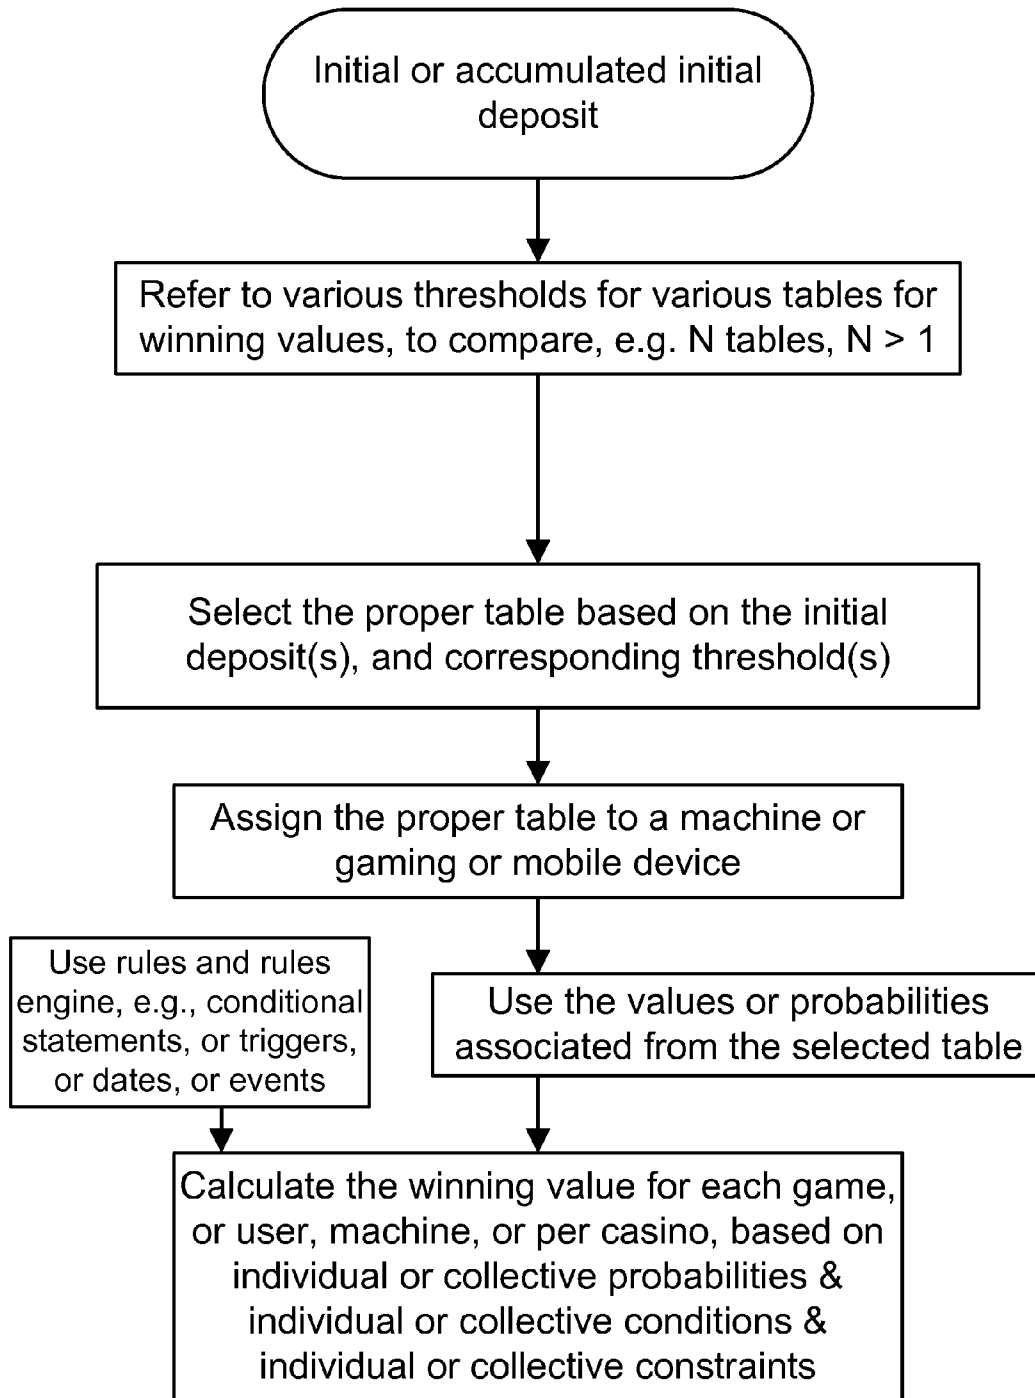 Initial or accumulated initial
deposit
Refer to various thresholds for various tables for
winning values, to compare, e.g. N tables, N > 1
Select the proper table based on the initial
deposit(s), and corresponding threshold(s)
Assign the proper table to a machine or
gaming or mobile device
Use rules and rules
engine, e.g., conditional
statements, or triggers,
or dates, or events
Use the values or probabilities
associated from the selected table
Calculate the winning value for each game,
or user, machine, or per casino, based on
individual or collective probabilities &
individual or collective conditions &
individual or collective constraints